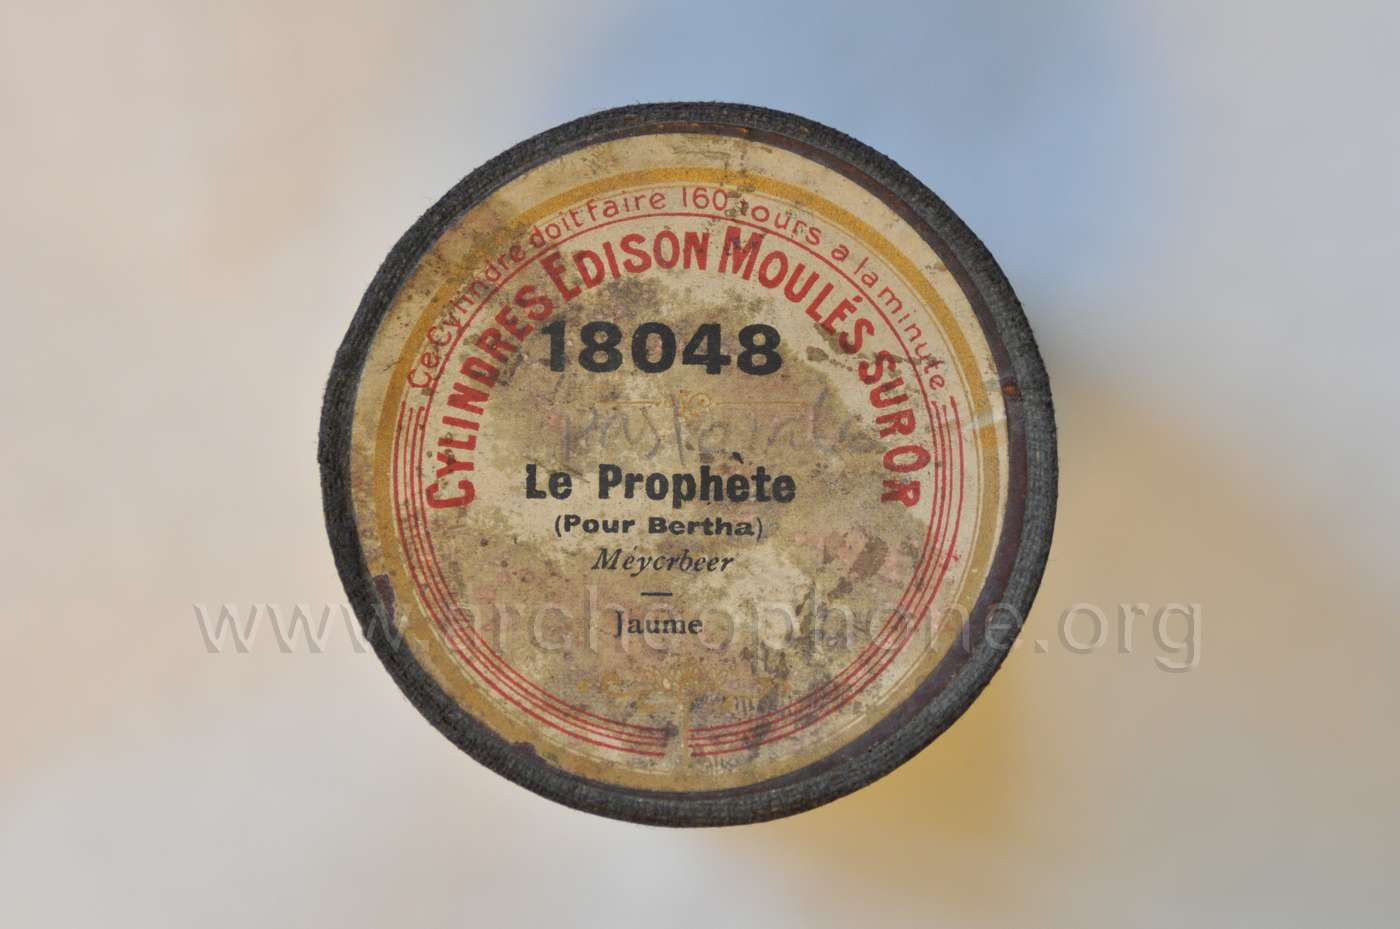 Ce Cylindre doit faire 160 tours a la minute
CYLINDRES EDISON MOULÉS SUR OR
18048
Le Prophète
(Pour Bertha)
Méyerbeer
Jaume
www.archeophone.org